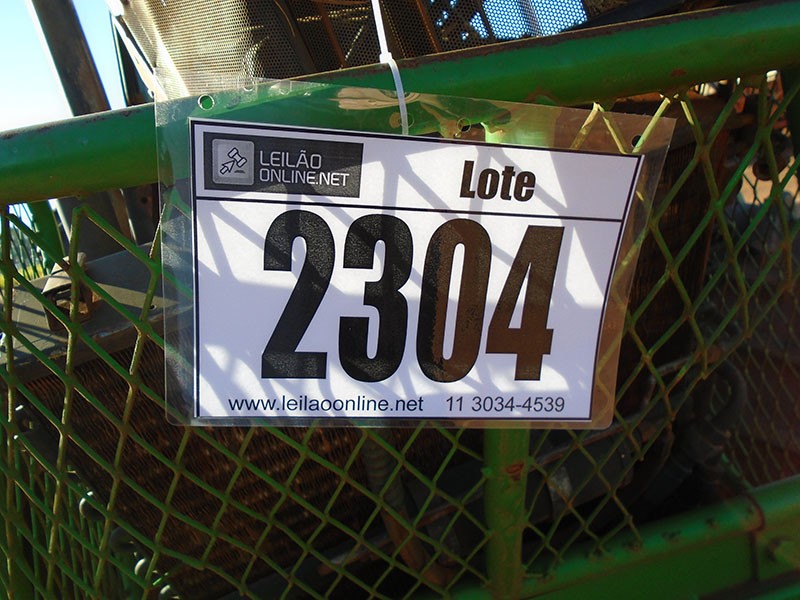 LEILÃO
ONLINE.NET
Lote
2304
www.leilaoonline.net 11 3034-4539